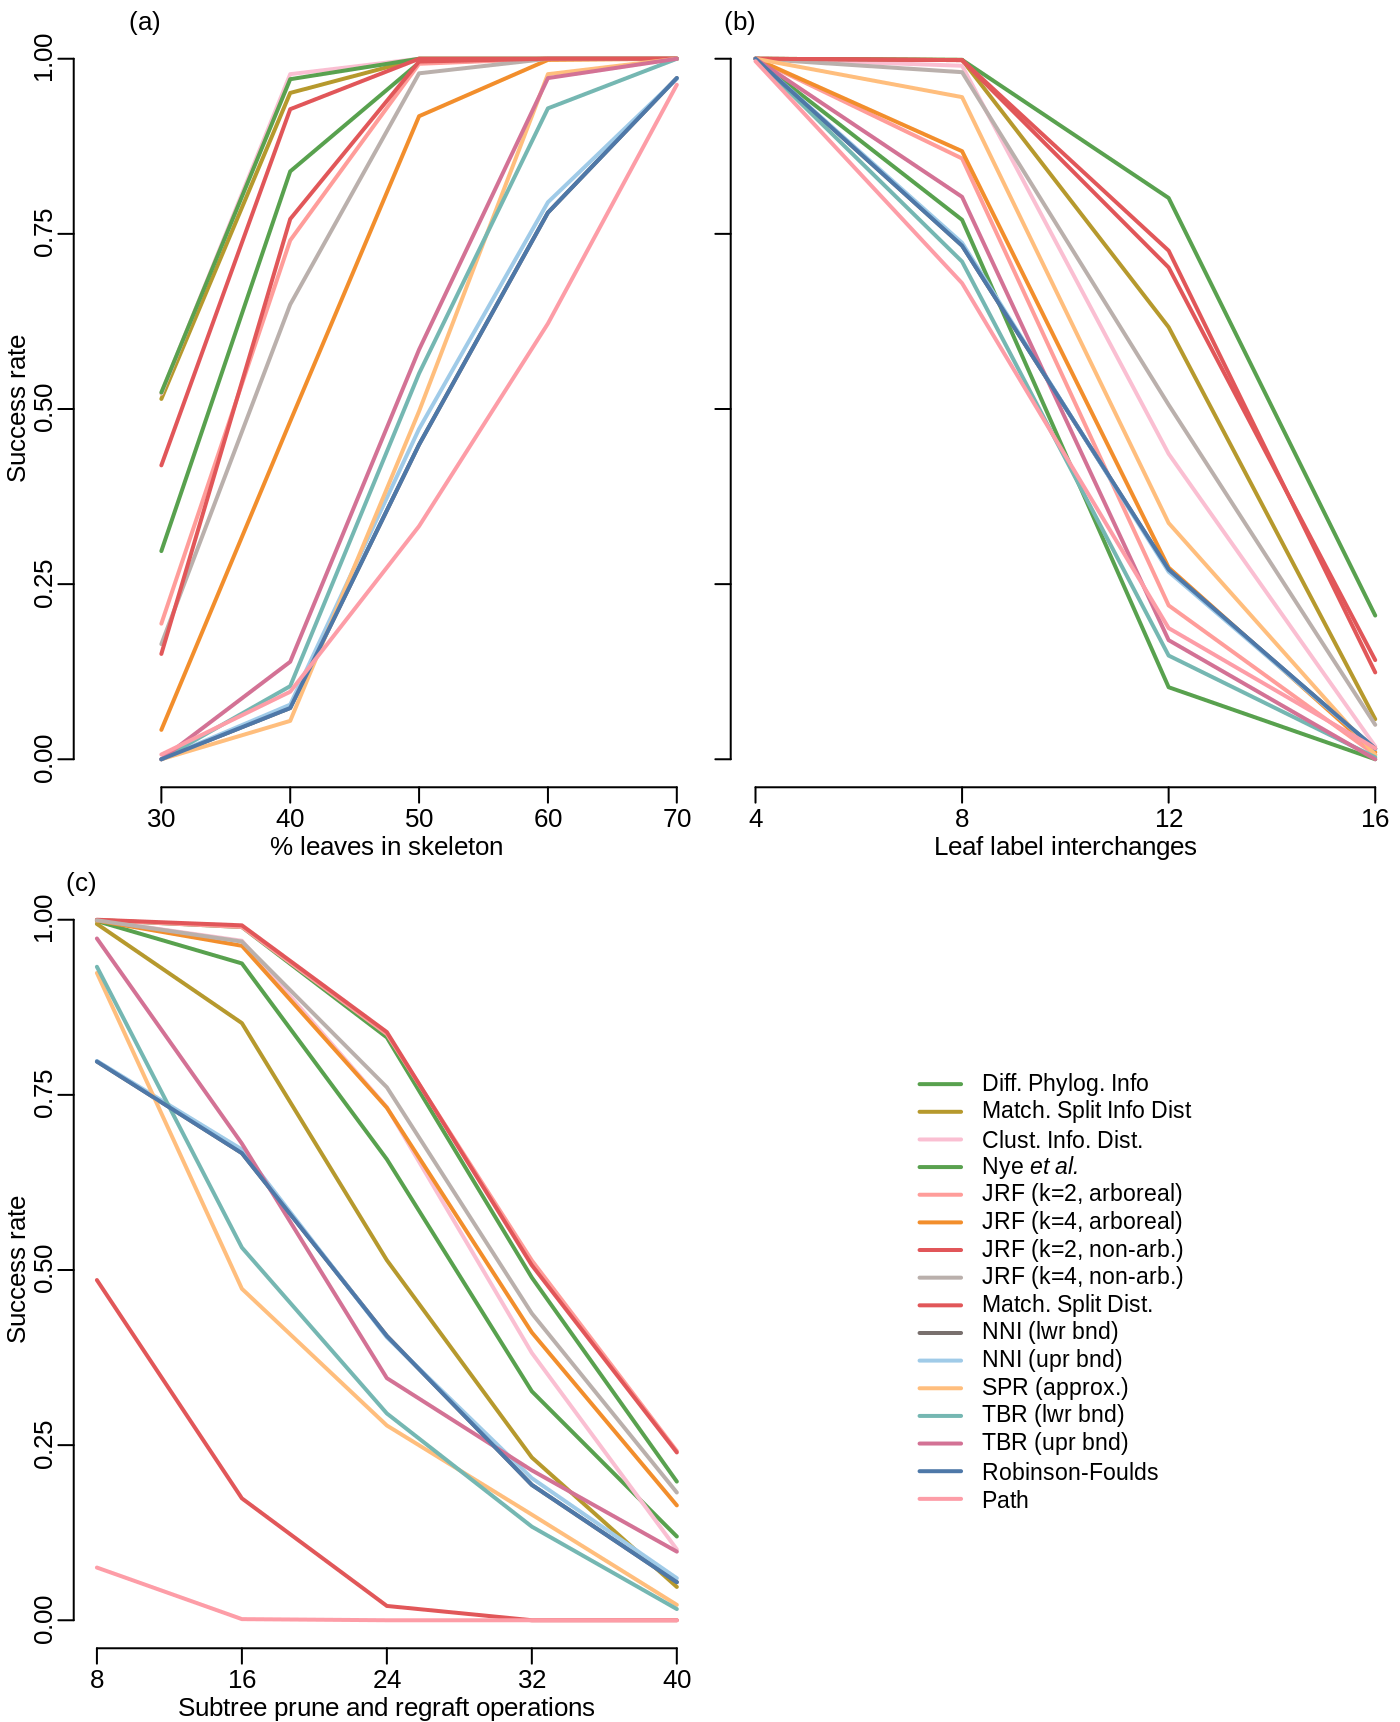 (a)
1.00
0.75
0.50
0.25
0.00
Success rate
30 40 50 60 70
% leaves in skeleton
(b)
4 8 12 16
Leaf label interchanges
(c)
1.00
0.75
0.50
0.25
0.00
Success rate
8 16 24 32 40
Subtree prune and regraft operations
Diff. Phylog. Info
Match. Split Info Dist
Clust. Info. Dist.
Nye et al.
JRF (k=2, arboreal)
JRF (k=4, arboreal)
JRF (k=2, non-arb.)
JRF (k=4, non-arb.)
Match. Split Dist.
NNI (lwr bnd)
NNI (upr bnd)
SPR (approx.)
TBR (lwr bnd)
TBR (upr bnd)
Robinson-Foulds
Path